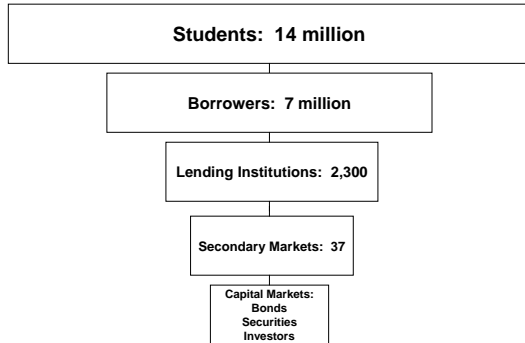 Students: 14 million
Borrowers: 7 million
Lending Institutions: 2,300
Secondary Markets: 37
Capital Markets:
Bonds
Securities
Investors